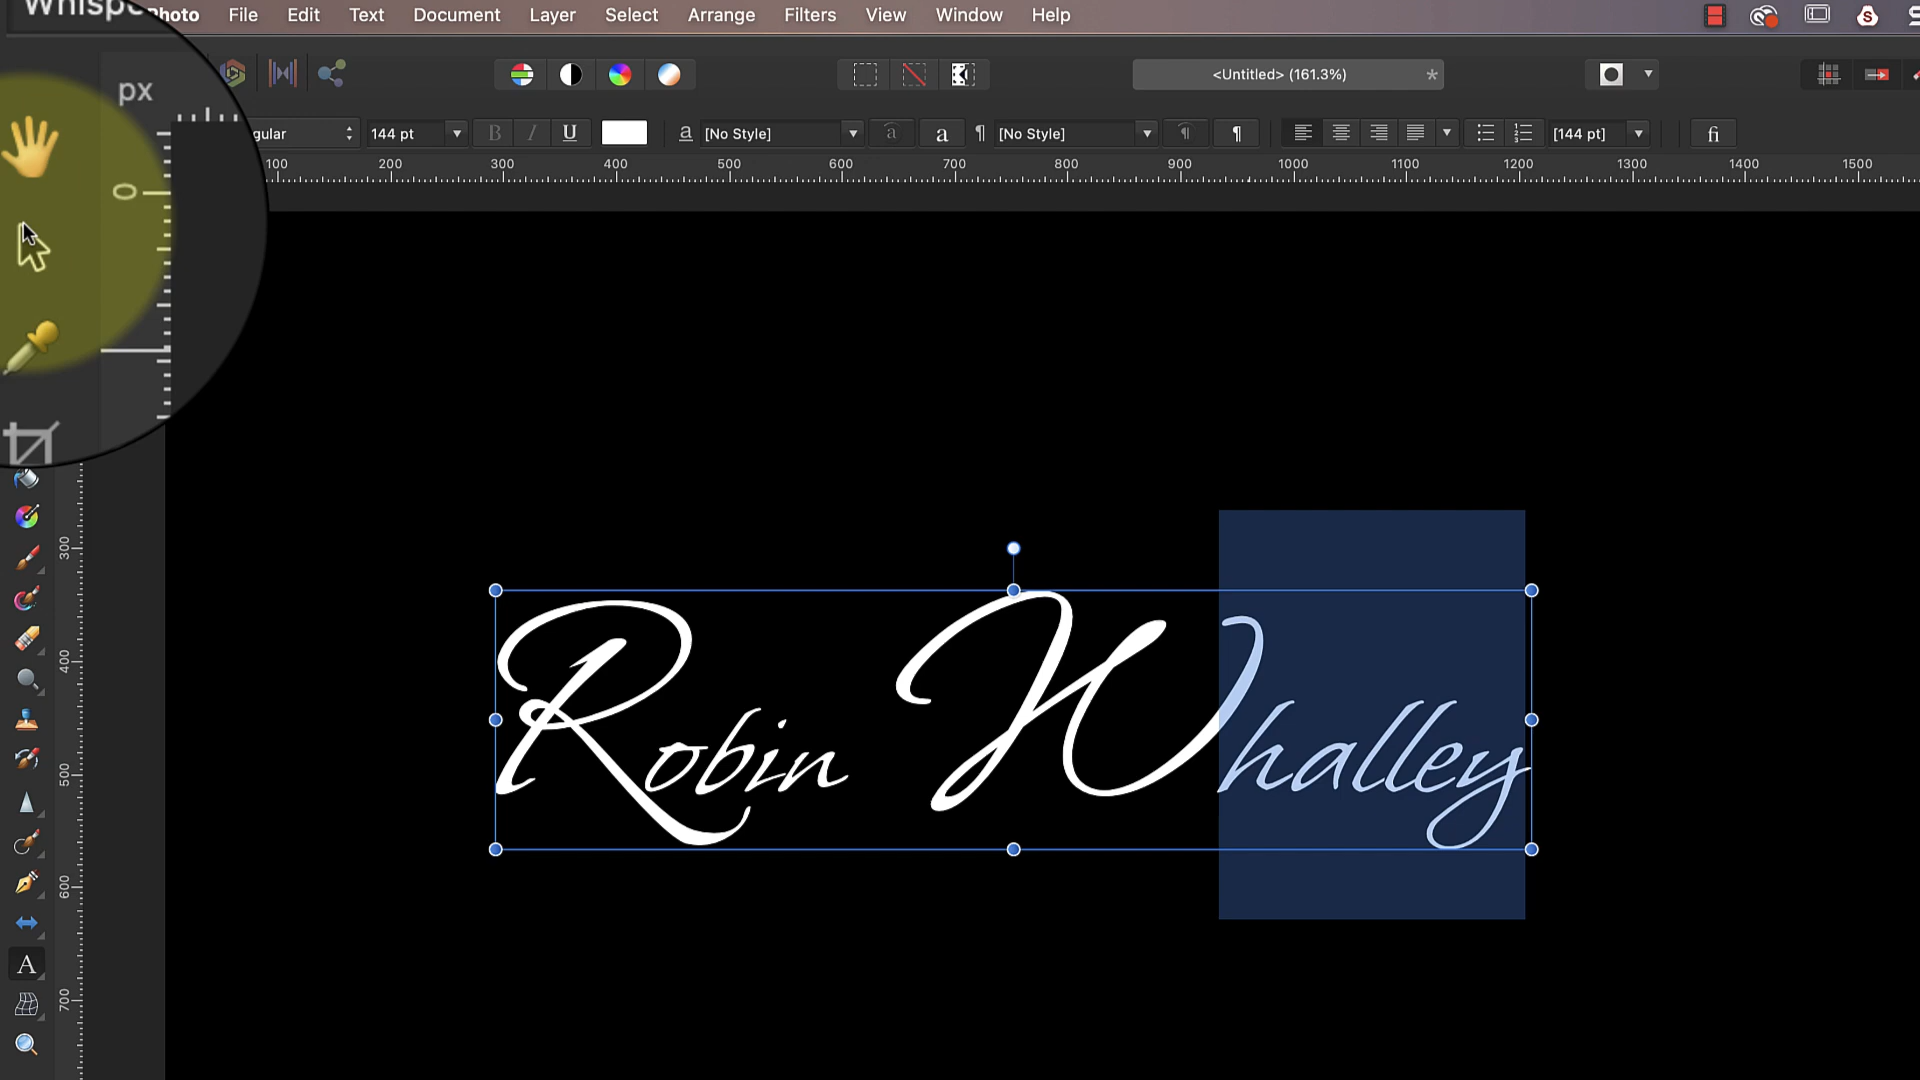 Photo File Edit Text Document Layer Select Arrange Filters View Window Help
<Untitled> (161.3%) *
px
gular 144 pt B I U a [No Style] a a ¶ [No Style] ¶ ¶ [144 pt] fi
100 200 300 400 500 600 700 800 900 1000 1100 1200 1300 1400 1500
0
300
400
500
600
700
A
Robin Whalley